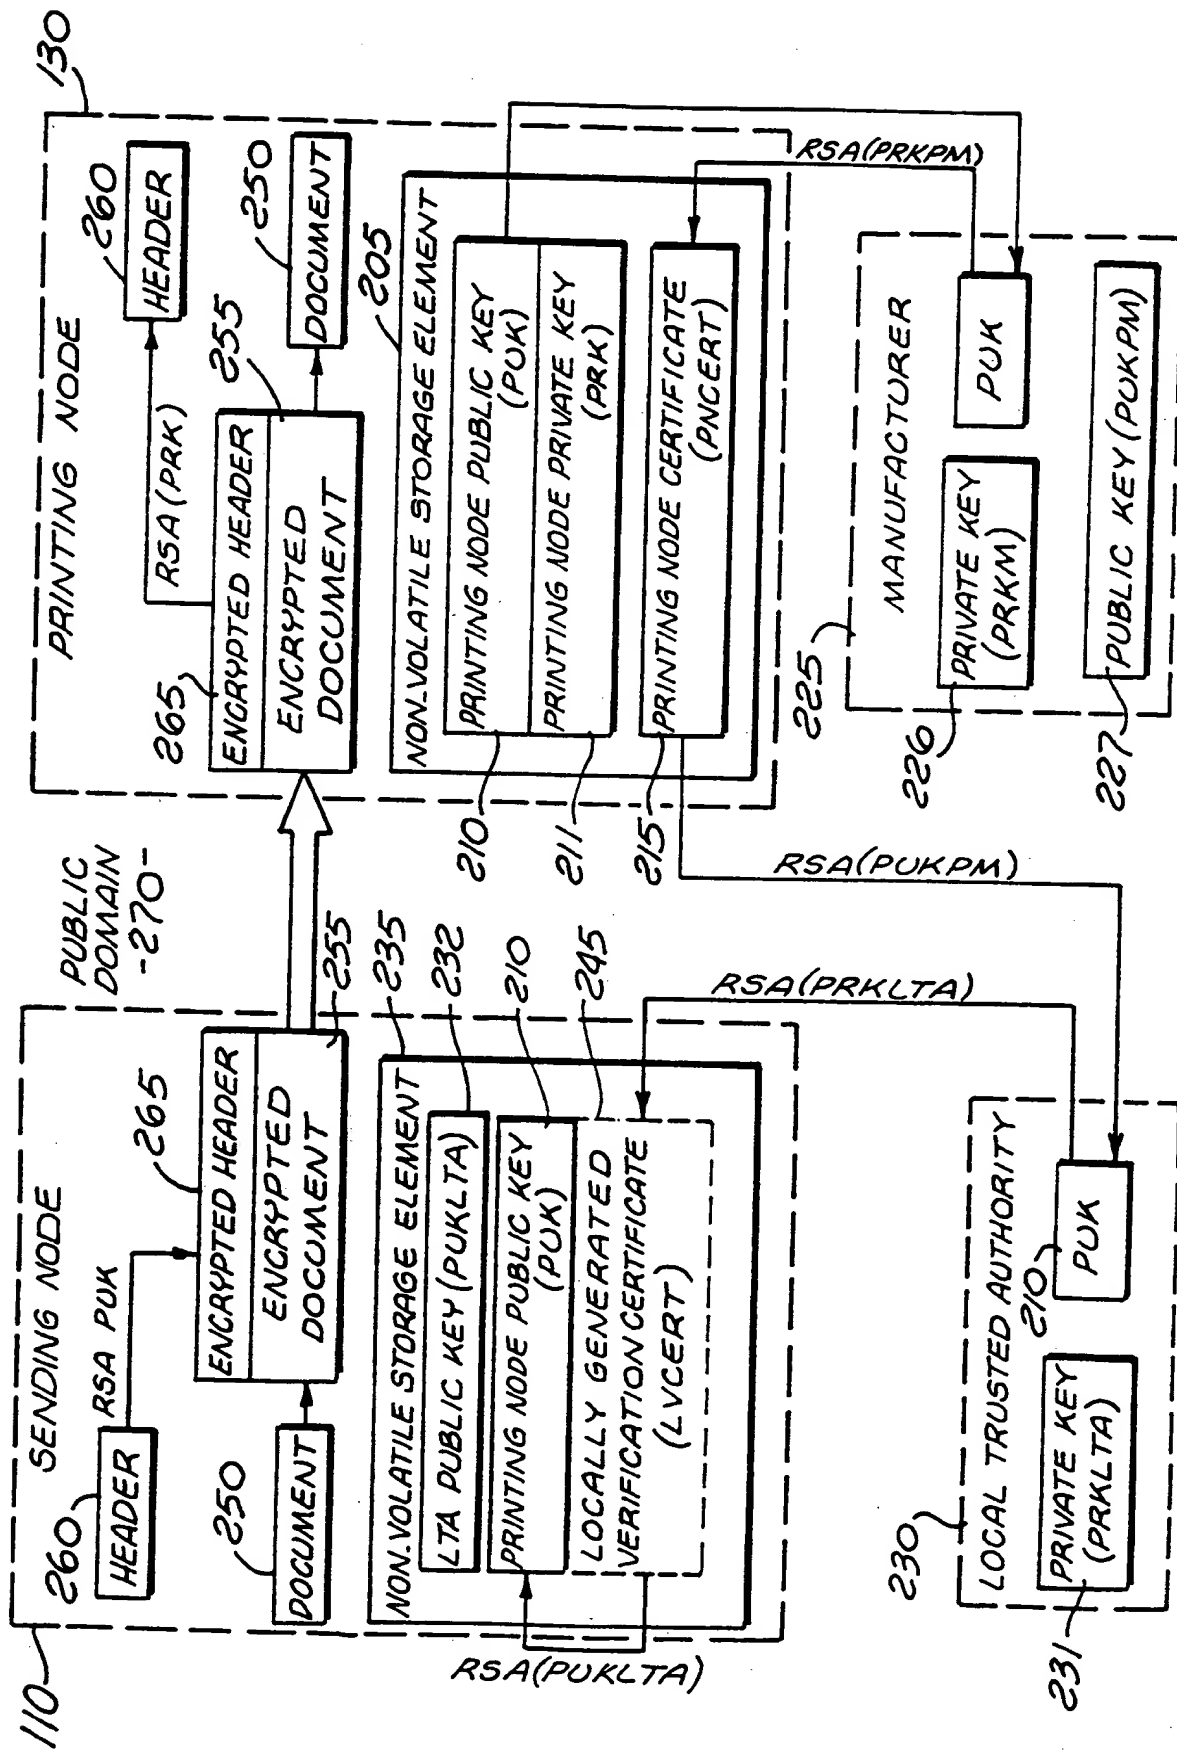 110
SENDING NODE
260
HEADER
RSA PUK
265
ENCRYPTED HEADER
ENCRYPTED
DOCUMENT
255
250
DOCUMENT
235
NON-VOLATILE STORAGE ELEMENT
232
LTA PUBLIC KEY (PUKLTA)
210
PRINTING NODE PUBLIC KEY
(PUK)
245
LOCALLY GENERATED
VERIFICATION CERTIFICATE
(LVCERT)
RSA(PUKLTA)
RSA(PRKLTA)
230
LOCAL TRUSTED AUTHORITY
231
PRIVATE KEY
(PRKLTA)
210
PUK
PUBLIC
DOMAIN
-270-
130
PRINTING NODE
265
ENCRYPTED HEADER
ENCRYPTED
DOCUMENT
255
RSA(PRK)
260
HEADER
250
DOCUMENT
205
NON-VOLATILE STORAGE ELEMENT
210
PRINTING NODE PUBLIC KEY
(PUK)
211
PRINTING NODE PRIVATE KEY
(PRK)
215
PRINTING NODE CERTIFICATE
(PNCERT)
RSA(PUKPM)
RSA(PRKPM)
225
MANUFACTURER
226
PRIVATE KEY
(PRKM)
PUK
227
PUBLIC KEY (PUKPM)